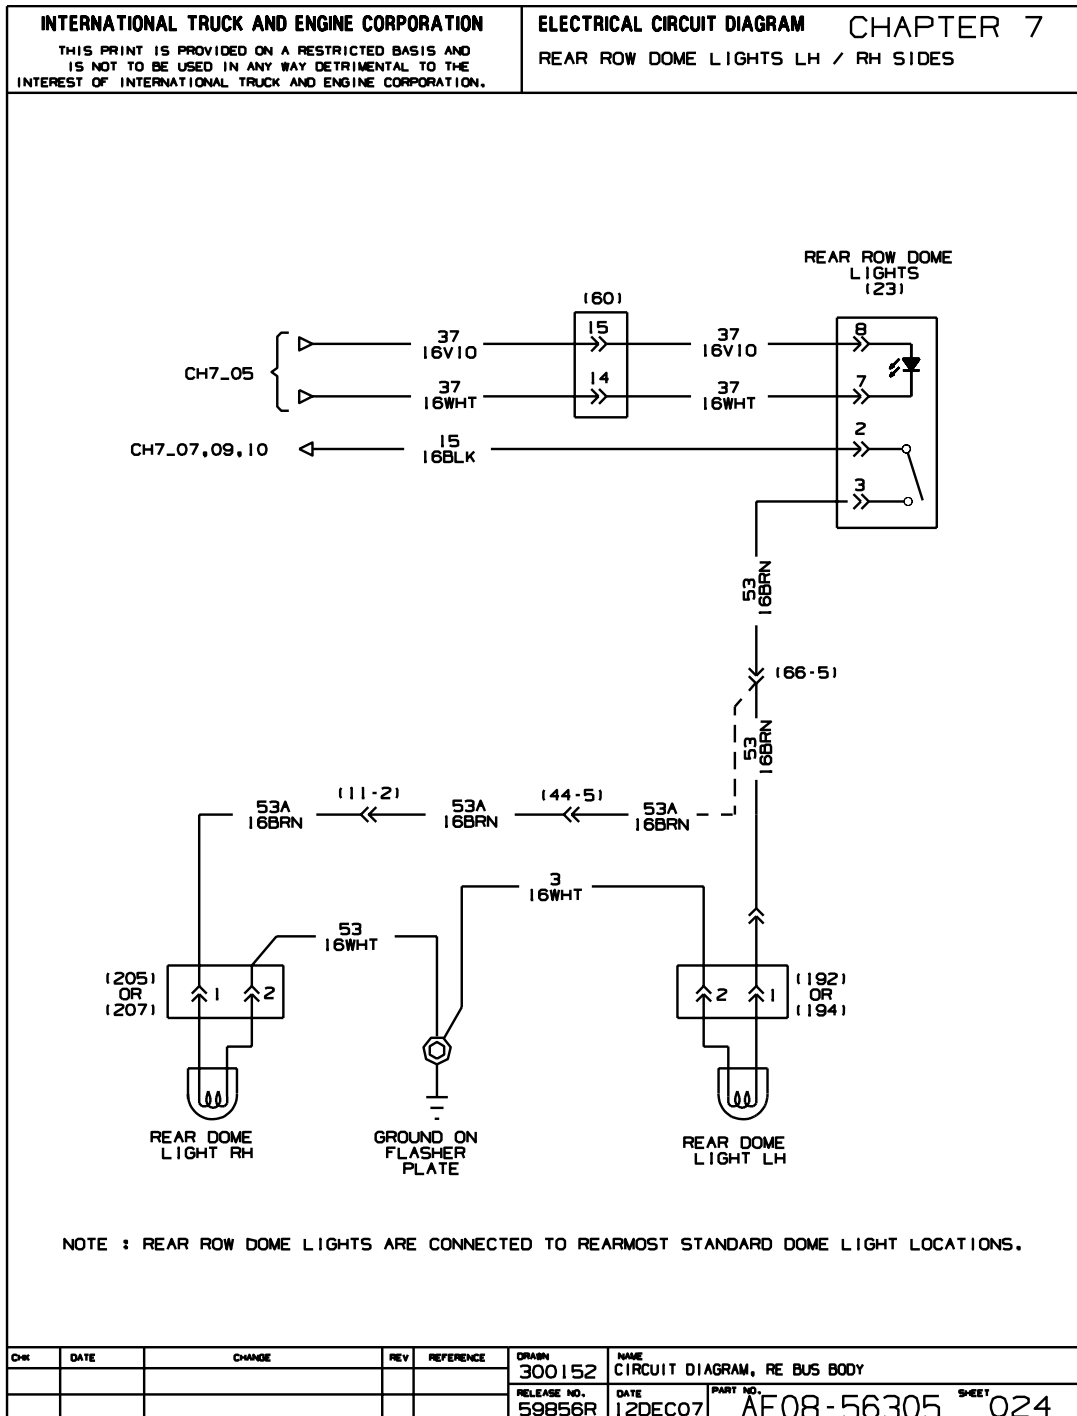 INTERNATIONAL TRUCK AND ENGINE CORPORATION
THIS PRINT IS PROVIDED ON A RESTRICTED BASIS AND
IS NOT TO BE USED IN ANY WAY DETRIMENTAL TO THE
INTEREST OF INTERNATIONAL TRUCK AND ENGINE CORPORATION.
ELECTRICAL CIRCUIT DIAGRAM CHAPTER 7
REAR ROW DOME LIGHTS LH / RH SIDES
REAR ROW DOME
LIGHTS
(23)
(60)
CH7_05
37
16VIO
15
37
16VIO
8
37
16WHT
14
37
16WHT
7
CH7_07,09,10
15
16BLK
2
3
53
16BRN
(66-5)
53
16BRN
53A
16BRN
(11-2)
53A
16BRN
(44-5)
53A
16BRN
3
16WHT
53
16WHT
(205)
OR
(207)
1
2
2
1
(192)
OR
(194)
REAR DOME
LIGHT RH
GROUND ON
FLASHER
PLATE
REAR DOME
LIGHT LH
NOTE : REAR ROW DOME LIGHTS ARE CONNECTED TO REARMOST STANDARD DOME LIGHT LOCATIONS.
CHK DATE CHANGE REV REFERENCE
DRAWN
300152
NAME
CIRCUIT DIAGRAM, RE BUS BODY
RELEASE NO.
59856R
DATE
12DEC07
PART NO.
AE08-56305
SHEET
024